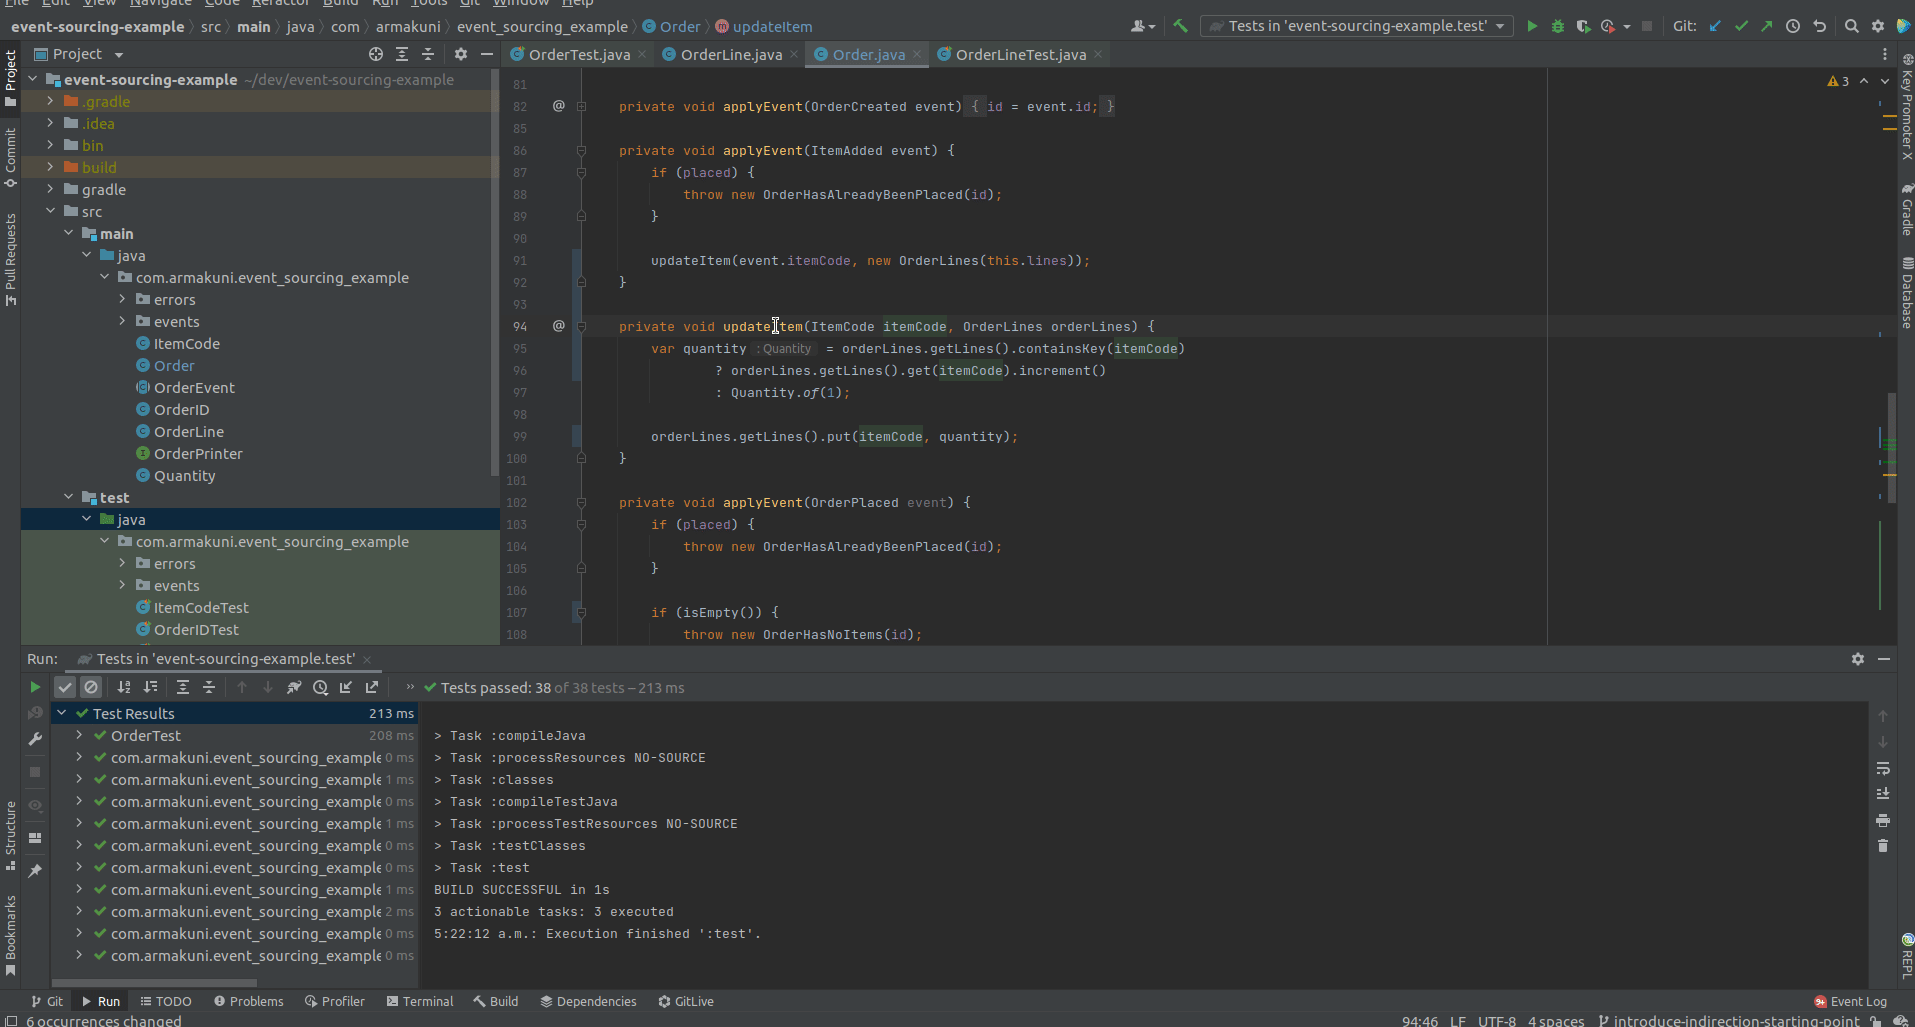 File Edit View Navigate Code Refactor Build Run Tools Git Window Help
event-sourcing-example src main java com armakuni event_sourcing_example Order updateItem Tests in 'event-sourcing-example.test' Git:
Project
OrderTest.java OrderLine.java Order.java OrderLineTest.java
Project
Commit
Pull Requests
Structure
Bookmarks
event-sourcing-example ~/dev/event-sourcing-example
.gradle
.idea
bin
build
gradle
src
main
java
com.armakuni.event_sourcing_example
errors
events
ItemCode
Order
OrderEvent
OrderID
OrderLine
OrderPrinter
Quantity
test
java
com.armakuni.event_sourcing_example
errors
events
ItemCodeTest
OrderIDTest
3
81
82 @ private void applyEvent(OrderCreated event) { id = event.id; }
85
86 private void applyEvent(ItemAdded event) {
87 if (placed) {
88 throw new OrderHasAlreadyBeenPlaced(id);
89 }
90
91 updateItem(event.itemCode, new OrderLines(this.lines));
92 }
93
94 @ private void updateItem(ItemCode itemCode, OrderLines orderLines) {
95 var quantity : Quantity = orderLines.getLines().containsKey(itemCode)
96 ? orderLines.getLines().get(itemCode).increment()
97 : Quantity.of(1);
98
99 orderLines.getLines().put(itemCode, quantity);
100 }
101
102 private void applyEvent(OrderPlaced event) {
103 if (placed) {
104 throw new OrderHasAlreadyBeenPlaced(id);
105 }
106
107 if (isEmpty()) {
108 throw new OrderHasNoItems(id);
Key Promoter X
Gradle
Database
REPL
Run: Tests in 'event-sourcing-example.test'
Tests passed: 38 of 38 tests – 213 ms
Test Results 213 ms
OrderTest 208 ms
com.armakuni.event_sourcing_example 0 ms
com.armakuni.event_sourcing_example 1 ms
com.armakuni.event_sourcing_example 0 ms
com.armakuni.event_sourcing_example 1 ms
com.armakuni.event_sourcing_example 0 ms
com.armakuni.event_sourcing_example 0 ms
com.armakuni.event_sourcing_example 1 ms
com.armakuni.event_sourcing_example 2 ms
com.armakuni.event_sourcing_example 0 ms
com.armakuni.event_sourcing_example 0 ms
> Task :compileJava
> Task :processResources NO-SOURCE
> Task :classes
> Task :compileTestJava
> Task :processTestResources NO-SOURCE
> Task :testClasses
> Task :test
BUILD SUCCESSFUL in 1s
3 actionable tasks: 3 executed
5:22:12 a.m.: Execution finished ':test'.
Git Run TODO Problems Profiler Terminal Build Dependencies GitLive 9+ Event Log
6 occurrences changed 94:46 LF UTF-8 4 spaces introduce-indirection-starting-point